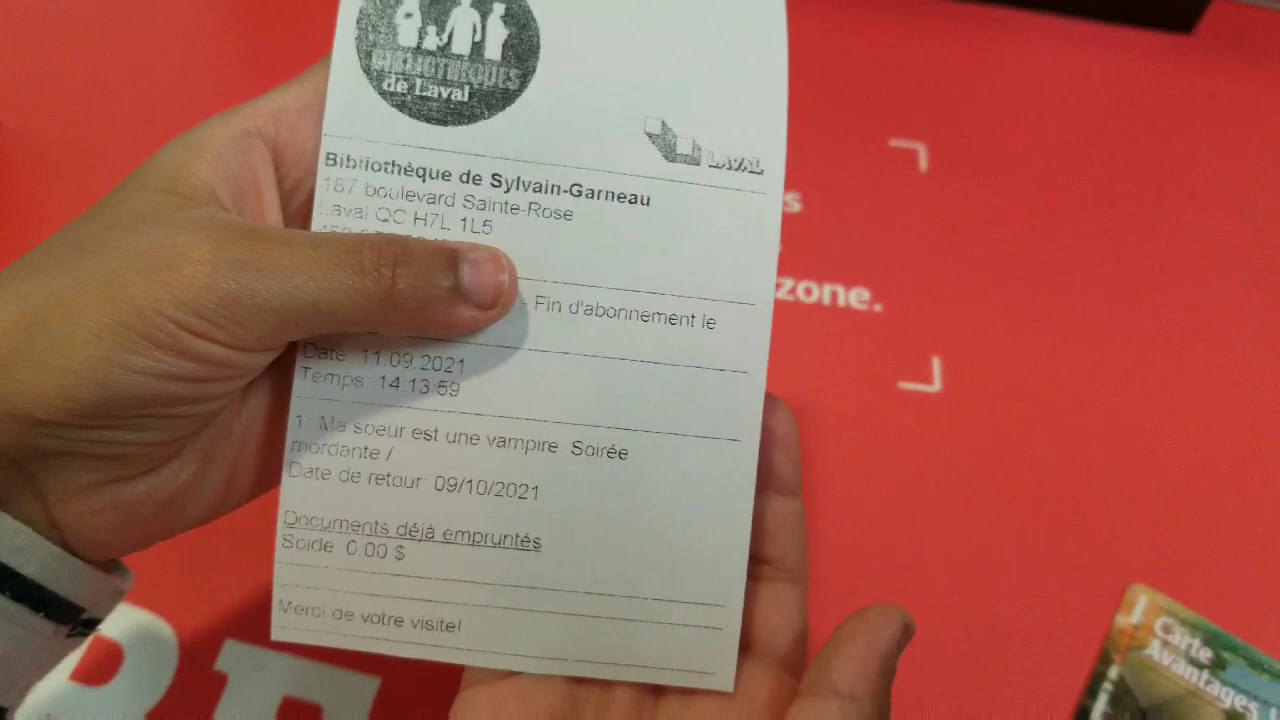 BIBLIOTHÈQUES
de Laval
LAVAL
Bibliothèque de Sylvain-Garneau
187 boulevard Sainte-Rose
Laval QC H7L 1L5
- Fin d'abonnement le
Date: 11.09.2021
Temps: 14:13:59
1: Ma soeur est une vampire Soirée
mordante /
Date de retour: 09/10/2021
Documents déjà empruntés
Solde 0.00 $
Merci de votre visite!
zone.
Carte
Avantages